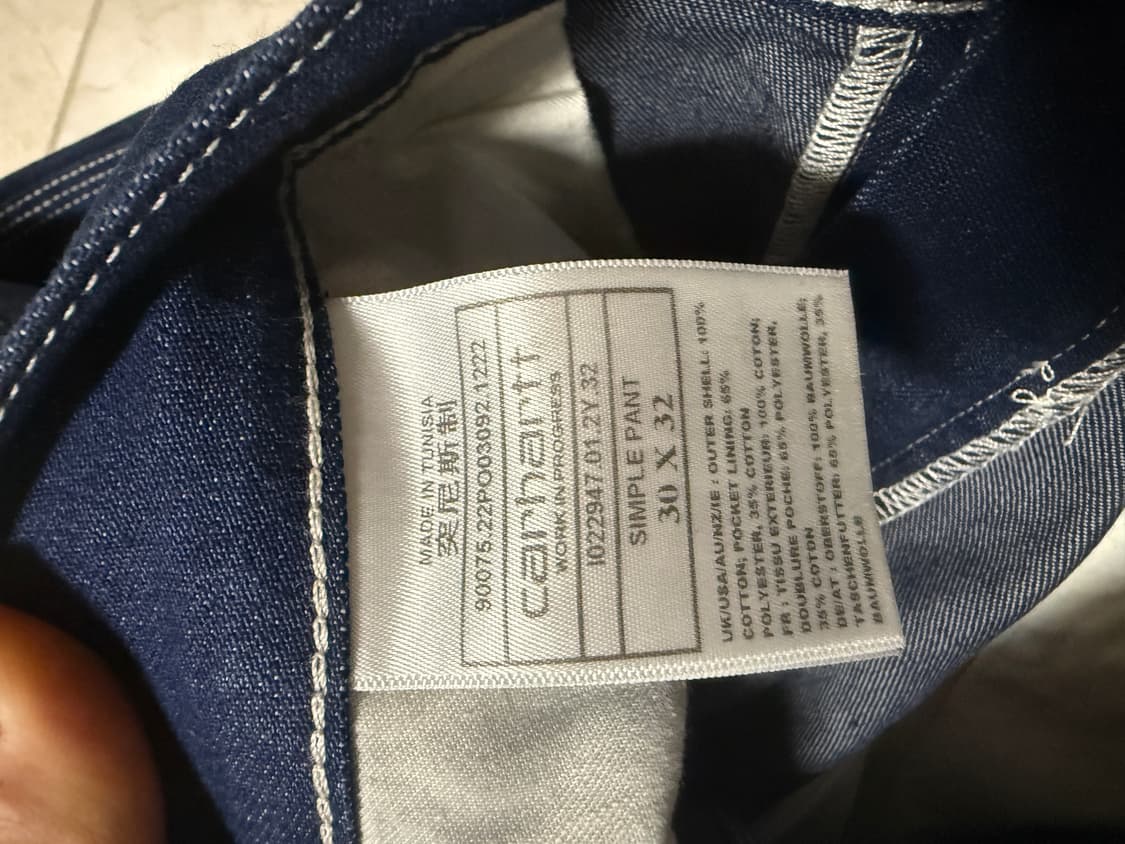 MADE IN TUNISIA
突尼斯制
90075.22P003092.1222
carhartt
WORK IN PROGRESS
I022947 01 2Y 32
SIMPLE PANT
30 X 32
UK/USA/AU/NZ/IE : OUTER SHELL: 100%
COTTON; POCKET LINING: 65%
POLYESTER, 35% COTTON
FR : TISSU EXTERIEUR: 100% COTON;
DOUBLURE POCHE: 65% POLYESTER,
35% COTON
DE/AT : OBERSTOFF: 100% BAUMWOLLE;
TASCHENFUTTER: 65% POLYESTER, 35%
BAUMWOLLE